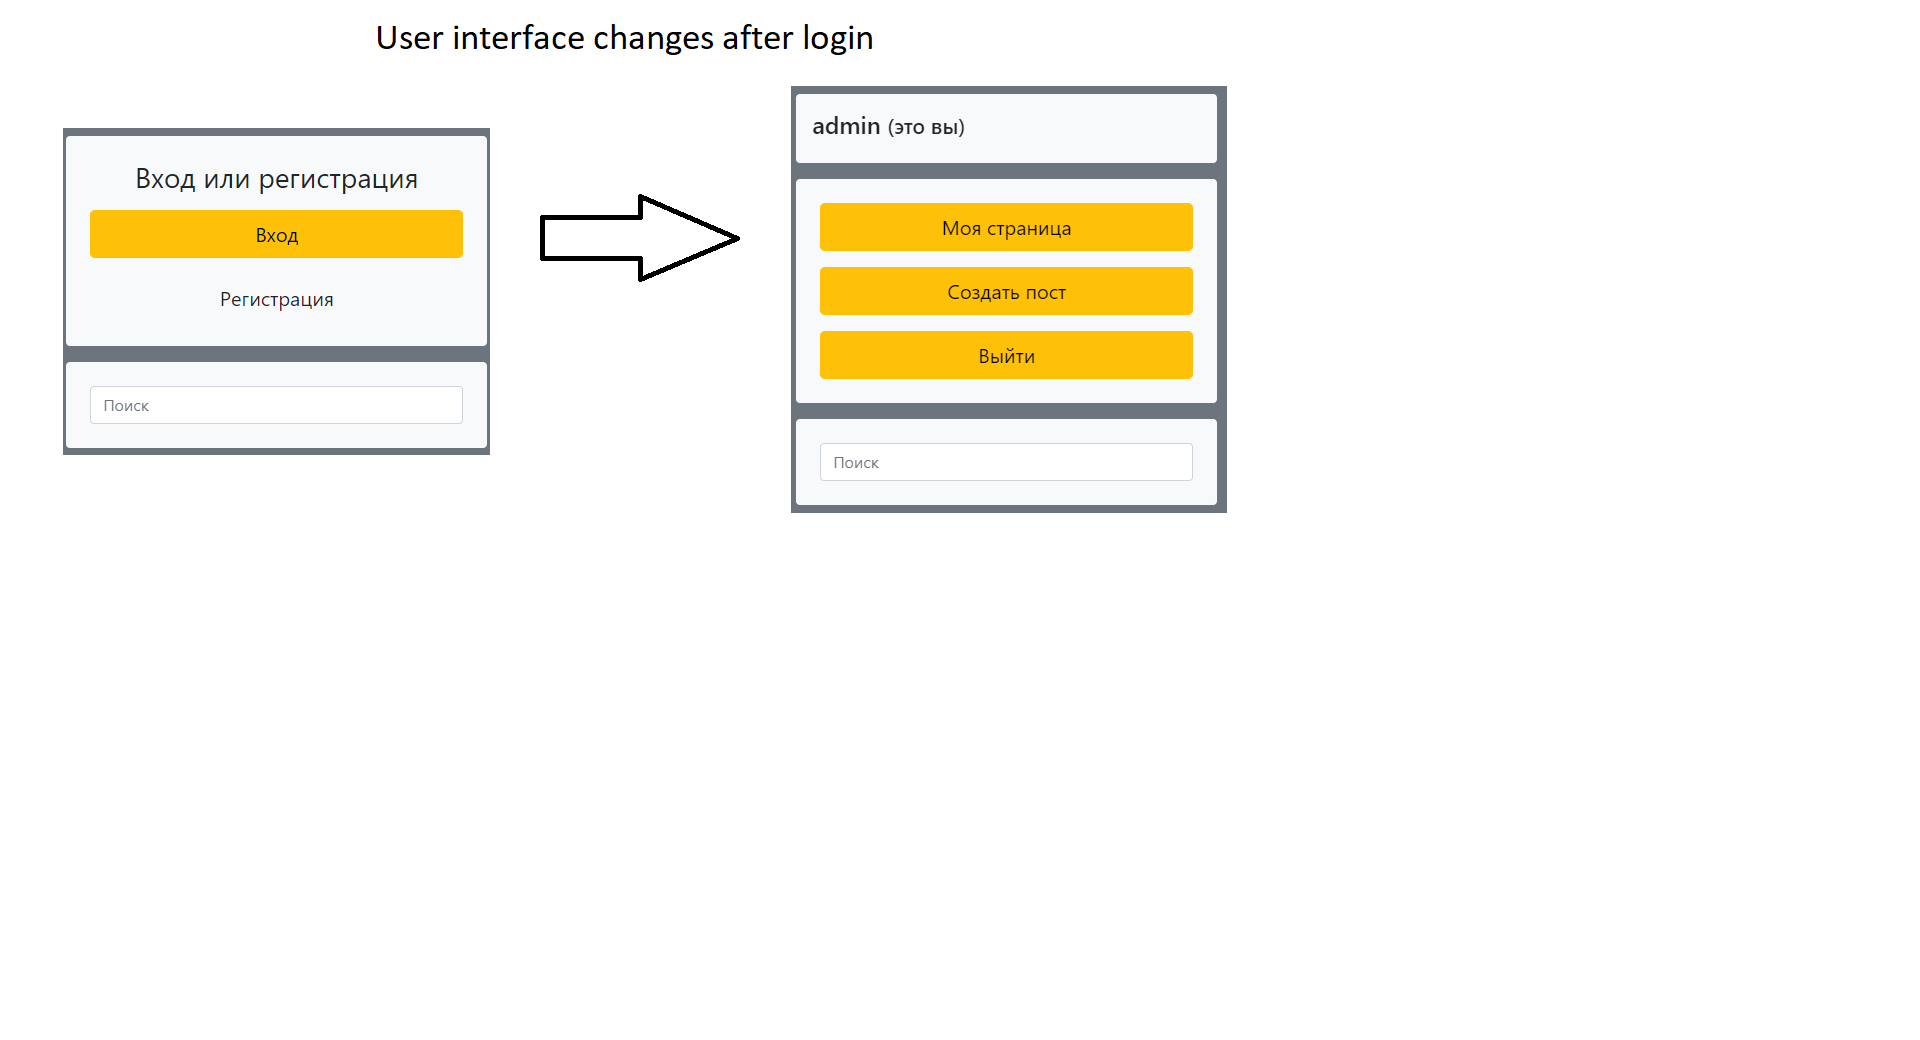 User interface changes after login
Вход или регистрация
Вход
Регистрация
Поиск
admin (это вы)
Моя страница
Создать пост
Выйти
Поиск